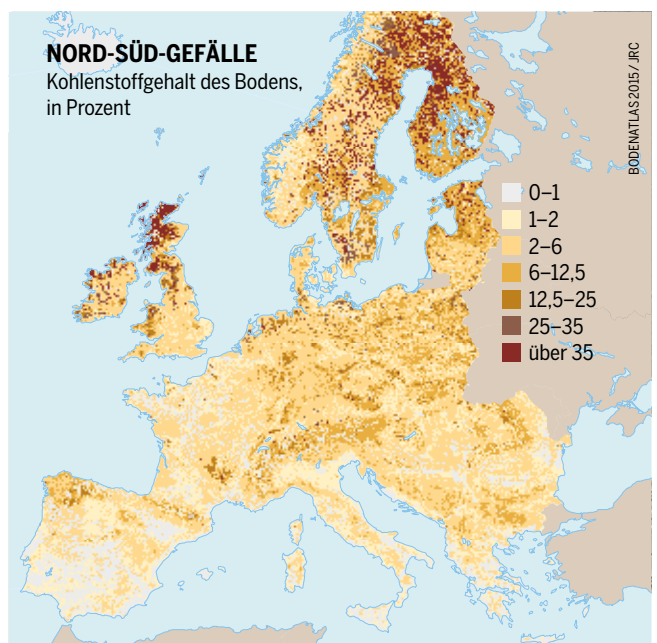 NORD-SÜD-GEFÄLLE
Kohlenstoffgehalt des Bodens,
in Prozent
BODENATLAS 2015 / JRC
0–1
1–2
2–6
6–12,5
12,5–25
25–35
über 35